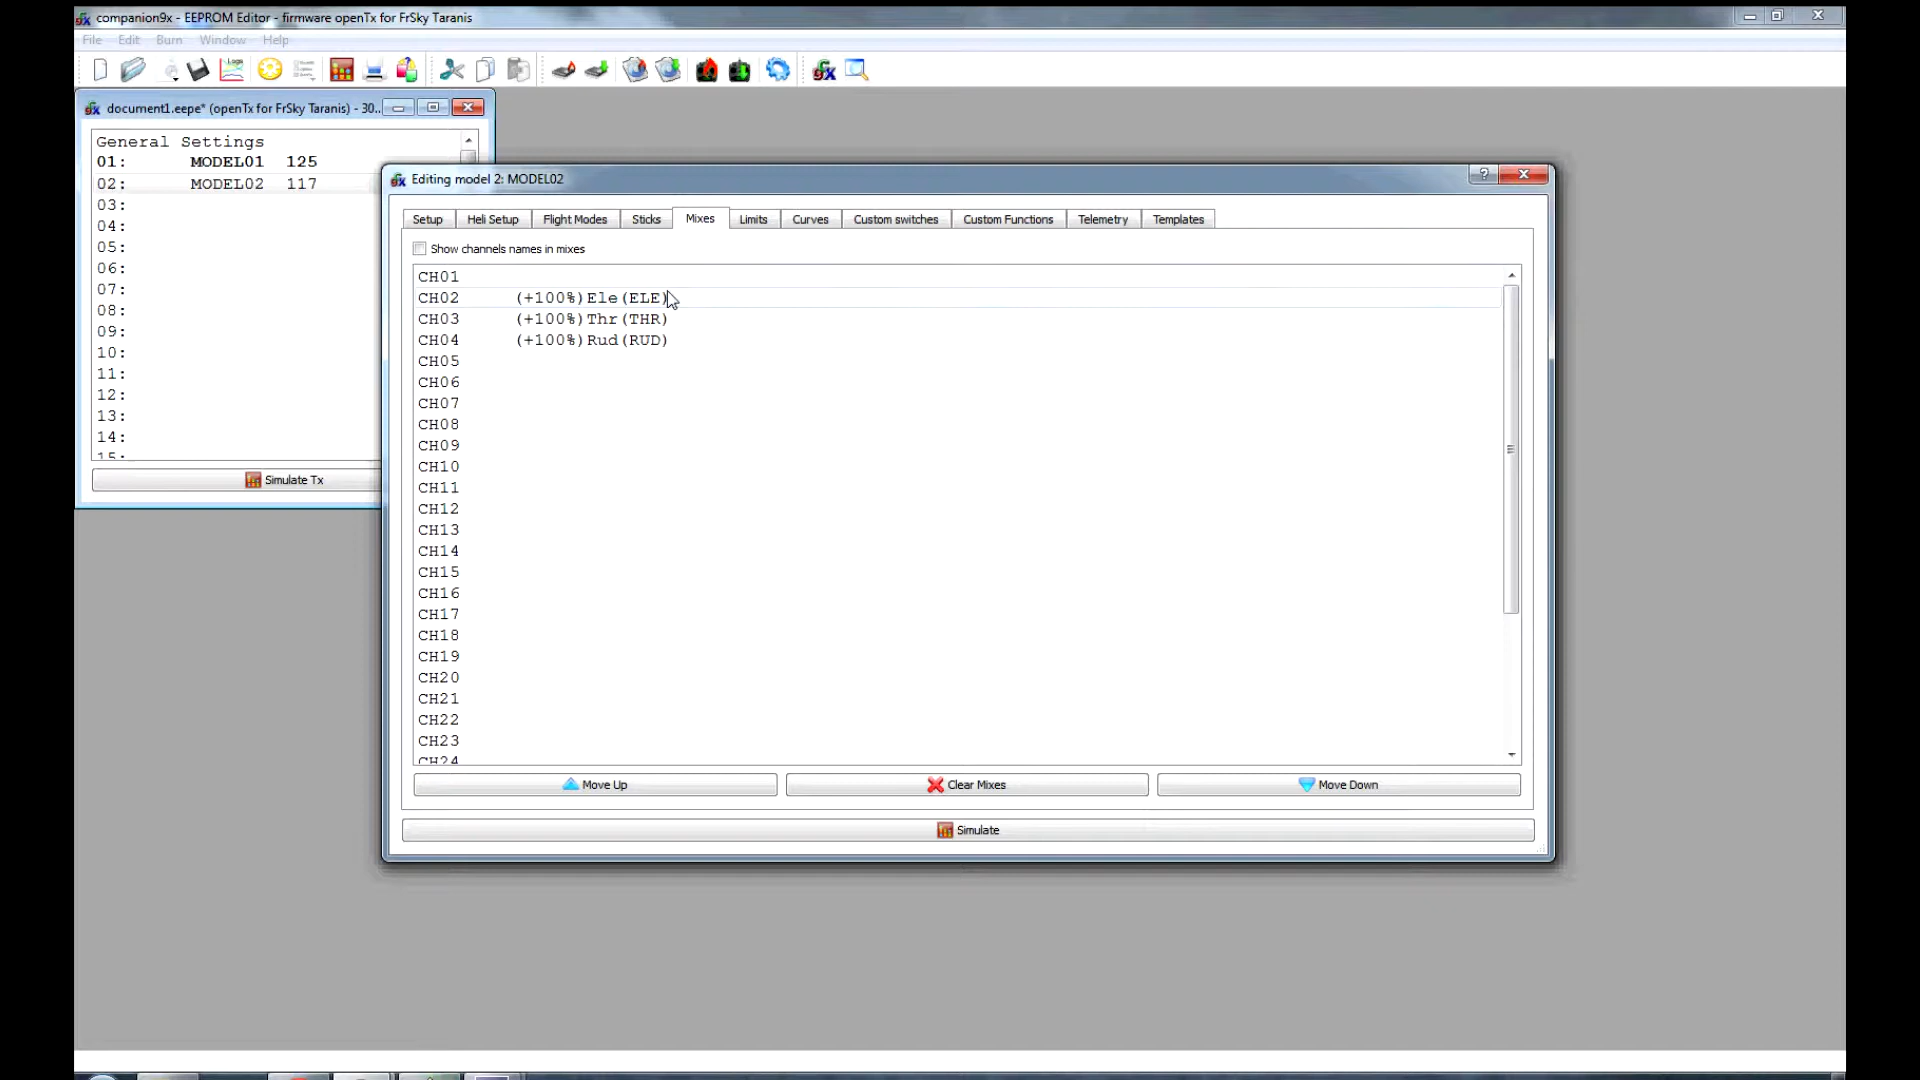 companion9x - EEPROM Editor - firmware openTx for FrSky Taranis
File Edit Burn Window Help
document1.eepe* (openTx for FrSky Taranis) - 30..
General Settings
01: MODEL01 125
02: MODEL02 117
03:
04:
05:
06:
07:
08:
09:
10:
11:
12:
13:
14:
15:
Simulate Tx
Editing model 2: MODEL02
Setup Heli Setup Flight Modes Sticks Mixes Limits Curves Custom switches Custom Functions Telemetry Templates
Show channels names in mixes
CH01
CH02 (+100%)Ele(ELE)
CH03 (+100%)Thr(THR)
CH04 (+100%)Rud(RUD)
CH05
CH06
CH07
CH08
CH09
CH10
CH11
CH12
CH13
CH14
CH15
CH16
CH17
CH18
CH19
CH20
CH21
CH22
CH23
CH24
Move Up Clear Mixes Move Down
Simulate